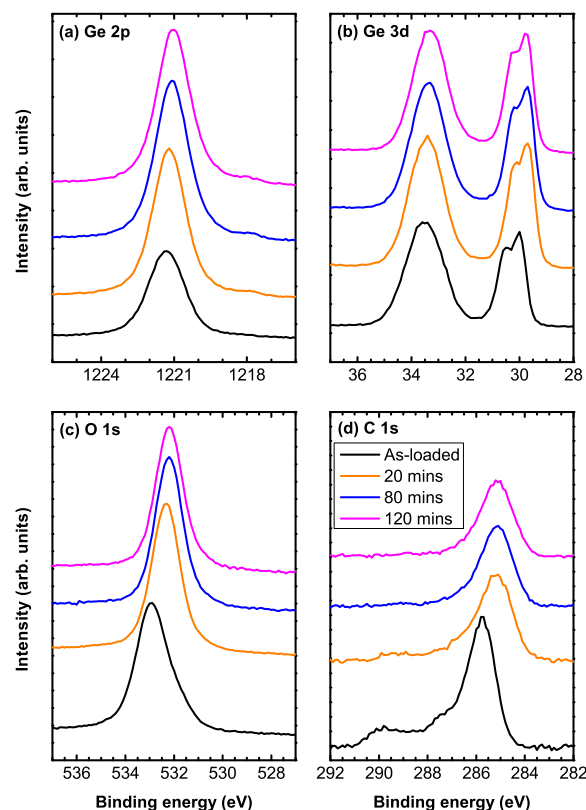 (a) Ge 2p
(b) Ge 3d
Intensity (arb. units)
1224 1221 1218
36 34 32 30 28
(c) O 1s
(d) C 1s
As-loaded
20 mins
80 mins
120 mins
Intensity (arb. units)
536 534 532 530 528
292 290 288 286 284 282
Binding energy (eV)
Binding energy (eV)